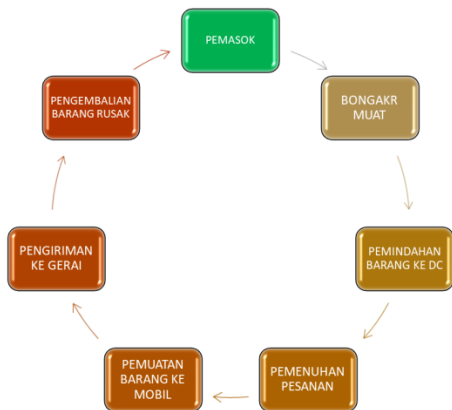 PEMASOK
BONGAKR
MUAT
PEMINDAHAN
BARANG KE DC
PEMENUHAN
PESANAN
PEMUATAN
BARANG KE
MOBIL
PENGIRIMAN
KE GERAI
PENGEMBALIAN
BARANG RUSAK